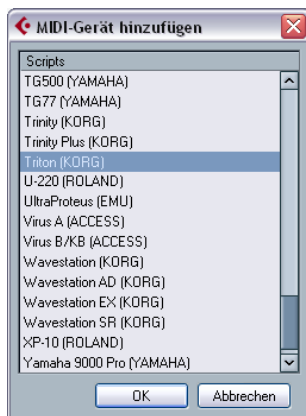 MIDI-Gerät hinzufügen
Scripts
TG500 (YAMAHA)
TG77 (YAMAHA)
Trinity (KORG)
Trinity Plus (KORG)
Triton (KORG)
U-220 (ROLAND)
UltraProteus (EMU)
Virus A (ACCESS)
Virus B/KB (ACCESS)
Wavestation (KORG)
Wavestation AD (KORG)
Wavestation EX (KORG)
Wavestation SR (KORG)
XP-10 (ROLAND)
Yamaha 9000 Pro (YAMAHA)
OK Abbrechen